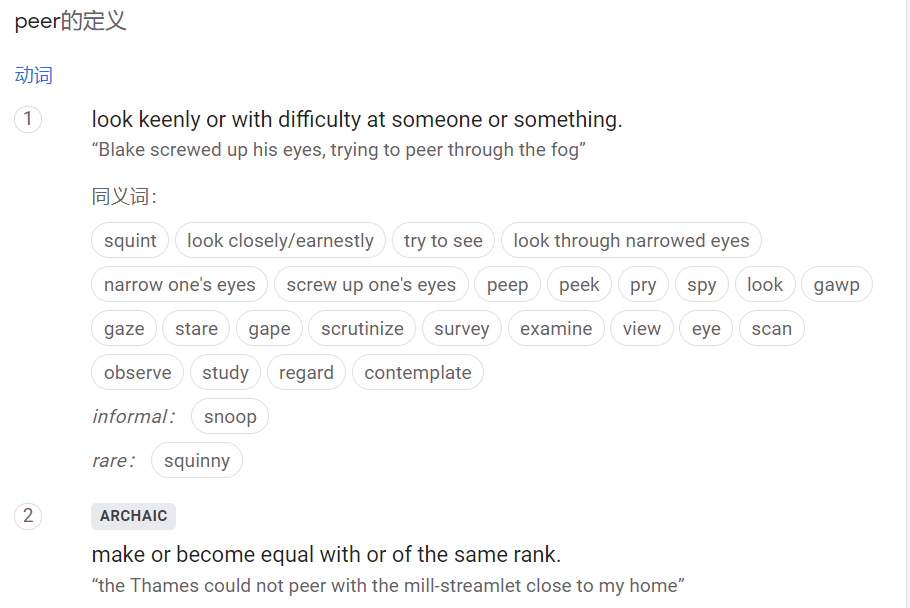 peer的定义
动词
1 look keenly or with difficulty at someone or something.
“Blake screwed up his eyes, trying to peer through the fog”
同义词：
squint look closely/earnestly try to see look through narrowed eyes
narrow one's eyes screw up one's eyes peep peek pry spy look gawp
gaze stare gape scrutinize survey examine view eye scan
observe study regard contemplate
informal： snoop
rare： squinny
2 ARCHAIC
make or become equal with or of the same rank.
“the Thames could not peer with the mill-streamlet close to my home”